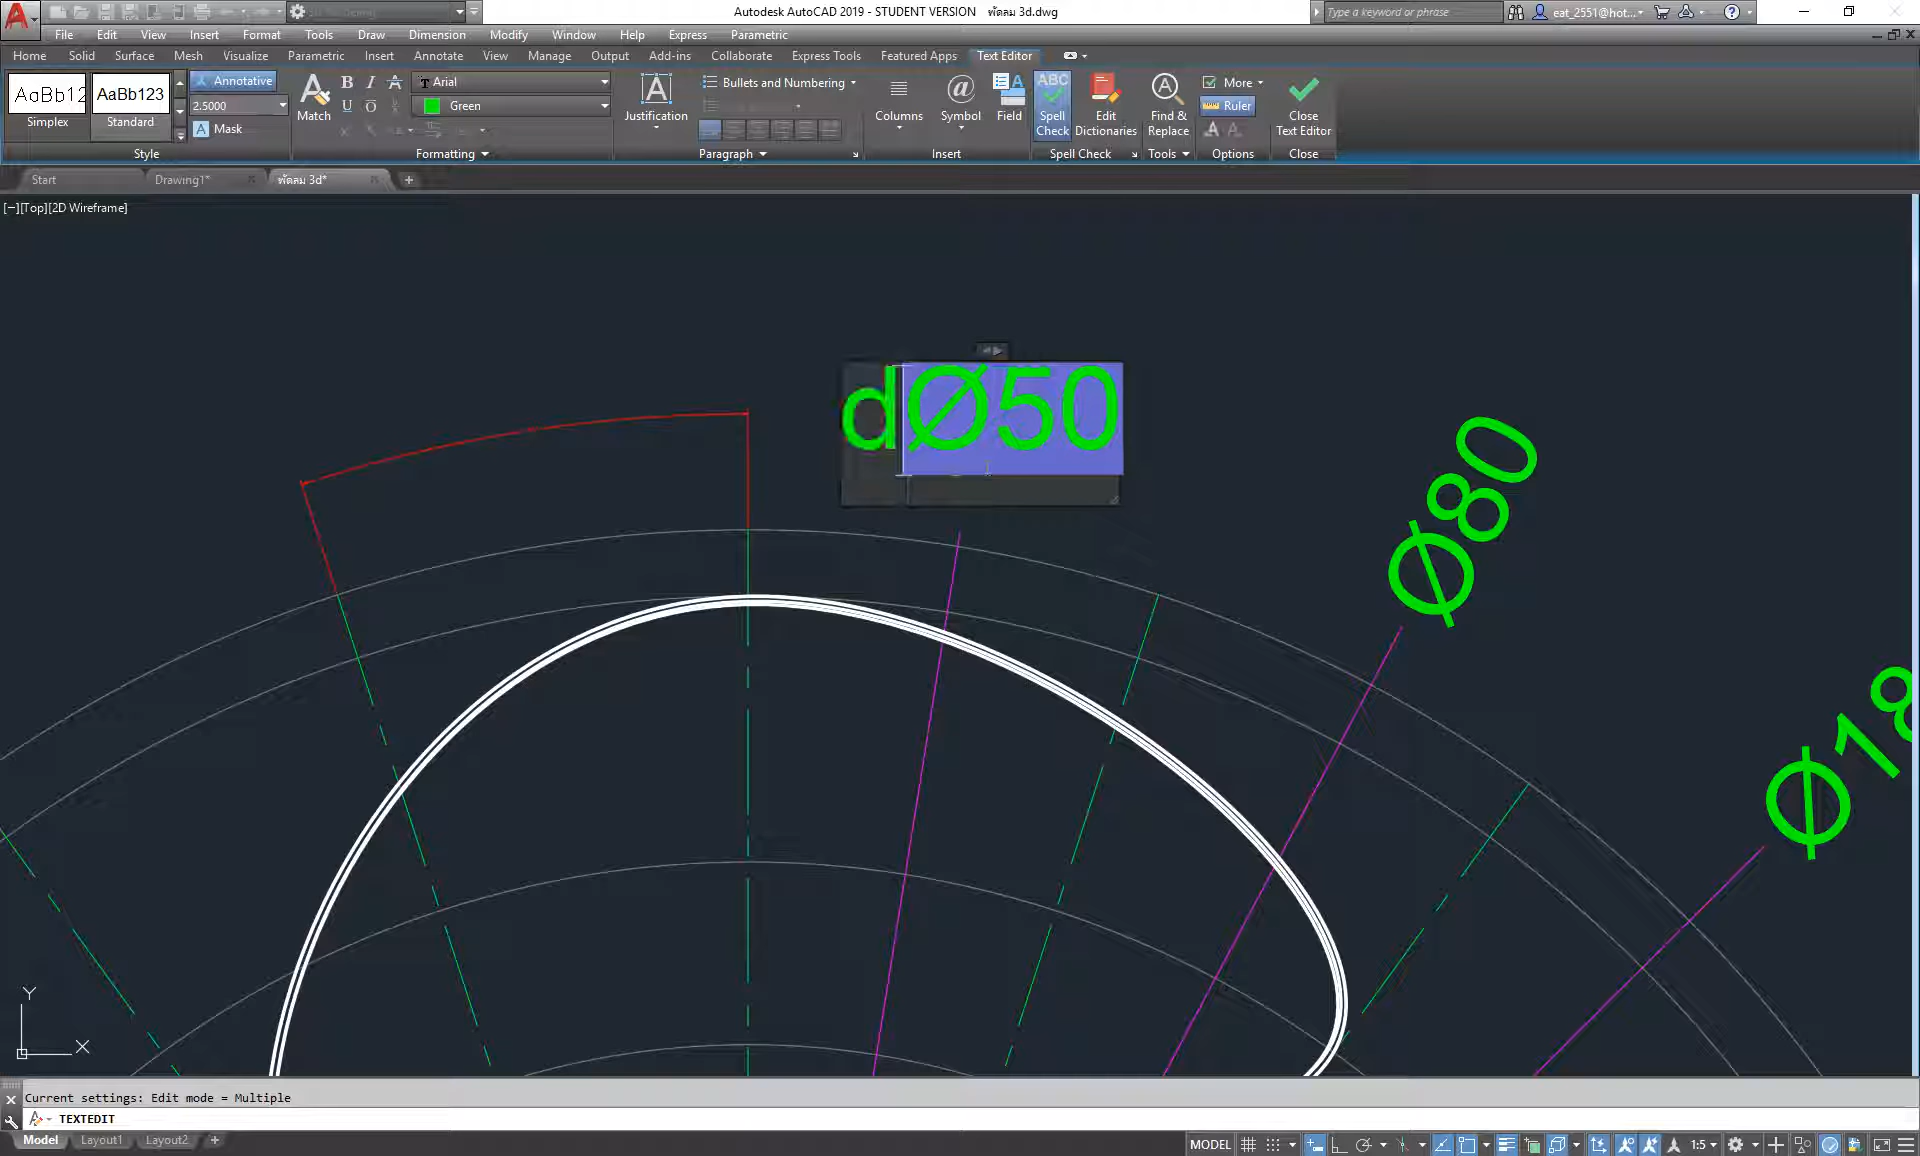 Autodesk AutoCAD 2019 - STUDENT VERSION พัดลม 3d.dwg
Type a keyword or phrase
eat_2551@hot...
File Edit View Insert Format Tools Draw Dimension Modify Window Help Express Parametric
Home Solid Surface Mesh Visualize Parametric Insert Annotate View Manage Output Add-ins Collaborate Express Tools Featured Apps Text Editor
AaBb12 AaBb123 Annotative
2.5000
Mask
Simplex Standard
Style
Match
B I A
U O
Arial
Green
Formatting
Justification
Bullets and Numbering
Paragraph
Columns Symbol Field
Insert
ABC
Spell Check
Edit Dictionaries
Spell Check
Find & Replace
Tools
More
Ruler
Options
Close Text Editor
Close
Start Drawing1* พัดลม 3d*
[−][Top][2D Wireframe]
dØ50
Ø80
Ø18
Y
X
Current settings: Edit mode = Multiple
TEXTEDIT
Model Layout1 Layout2 +
MODEL
1:5